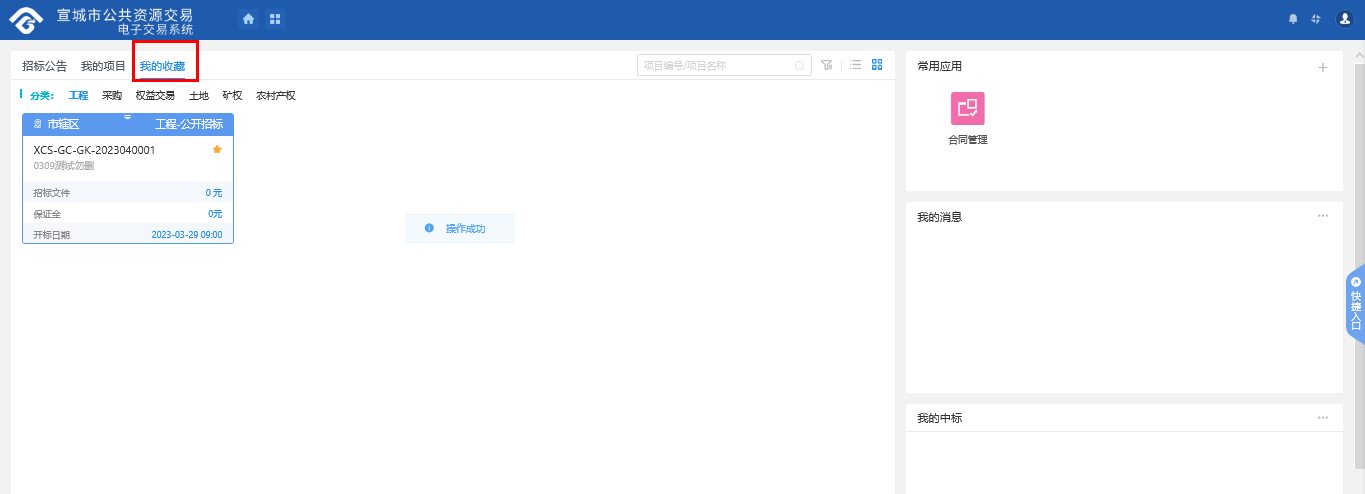 宣城市公共资源交易
电子交易系统
招标公告 我的项目 我的收藏
项目编号/项目名称
分类: 工程 采购 权益交易 土地 矿权 农村产权
市辖区 工程-公开招标
XCS-GC-GK-2023040001
0309测试勿删
招标文件 0 元
保证金 0元
开标日期 2023-03-29 09:00
操作成功
常用应用
合同管理
我的消息
快捷入口
我的中标